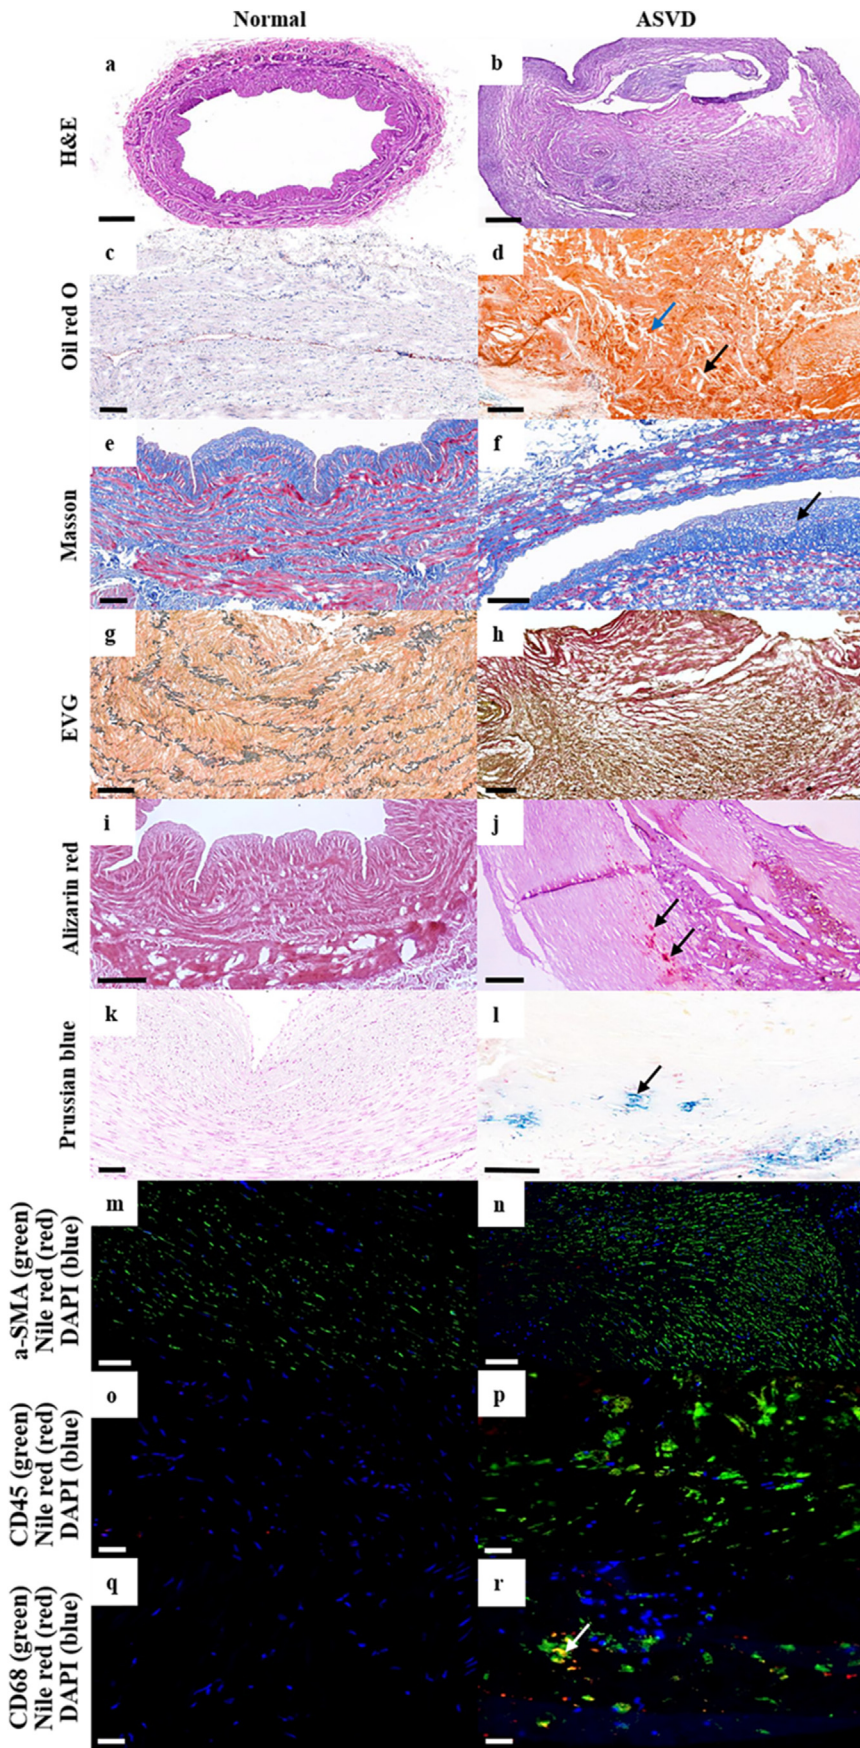 Normal
ASVD
H&E
a
b
Oil red O
c
d
Masson
e
f
EVG
g
h
Alizarin red
i
j
Prussian blue
k
l
a-SMA (green)
Nile red (red)
DAPI (blue)
m
n
CD45 (green)
Nile red (red)
DAPI (blue)
o
p
CD68 (green)
Nile red (red)
DAPI (blue)
q
r